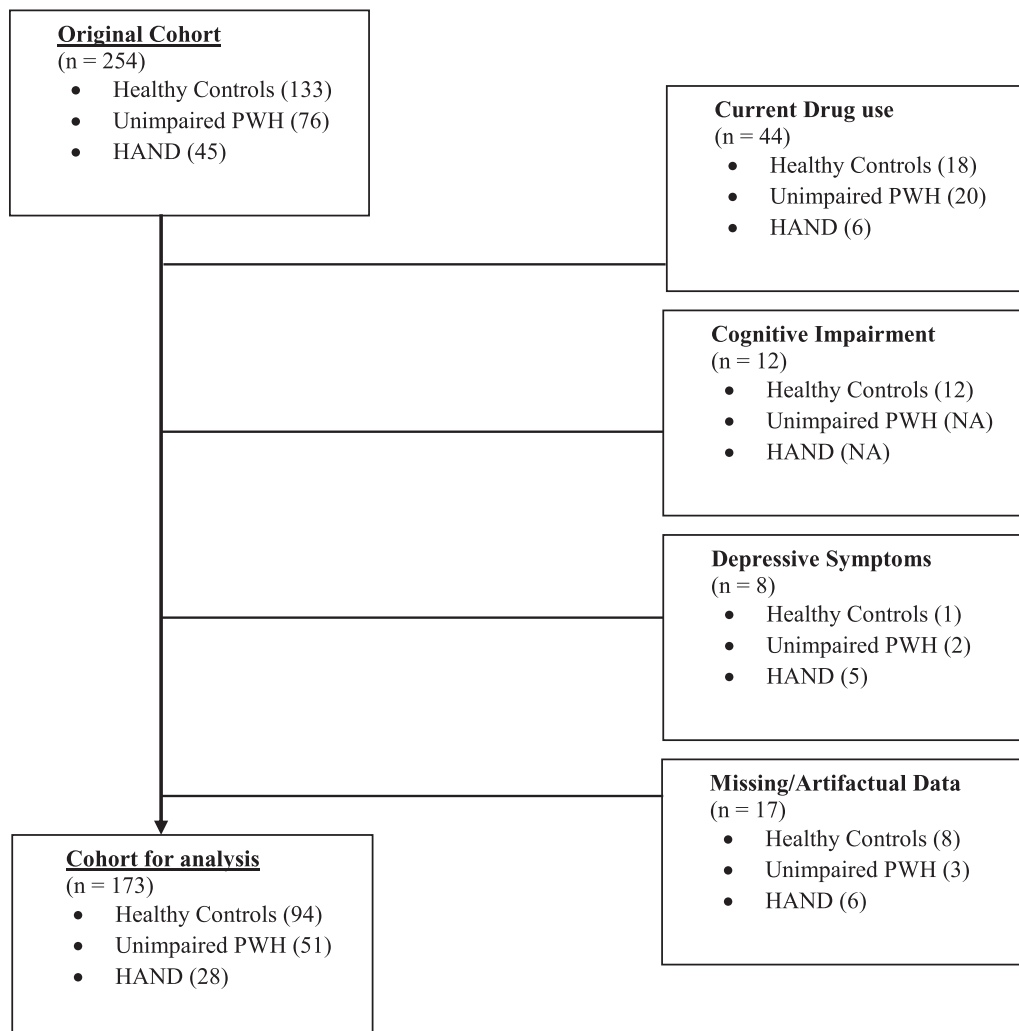 Original Cohort
(n = 254)
• Healthy Controls (133)
• Unimpaired PWH (76)
• HAND (45)
Current Drug use
(n = 44)
• Healthy Controls (18)
• Unimpaired PWH (20)
• HAND (6)
Cognitive Impairment
(n = 12)
• Healthy Controls (12)
• Unimpaired PWH (NA)
• HAND (NA)
Depressive Symptoms
(n = 8)
• Healthy Controls (1)
• Unimpaired PWH (2)
• HAND (5)
Missing/Artifactual Data
(n = 17)
• Healthy Controls (8)
• Unimpaired PWH (3)
• HAND (6)
Cohort for analysis
(n = 173)
• Healthy Controls (94)
• Unimpaired PWH (51)
• HAND (28)